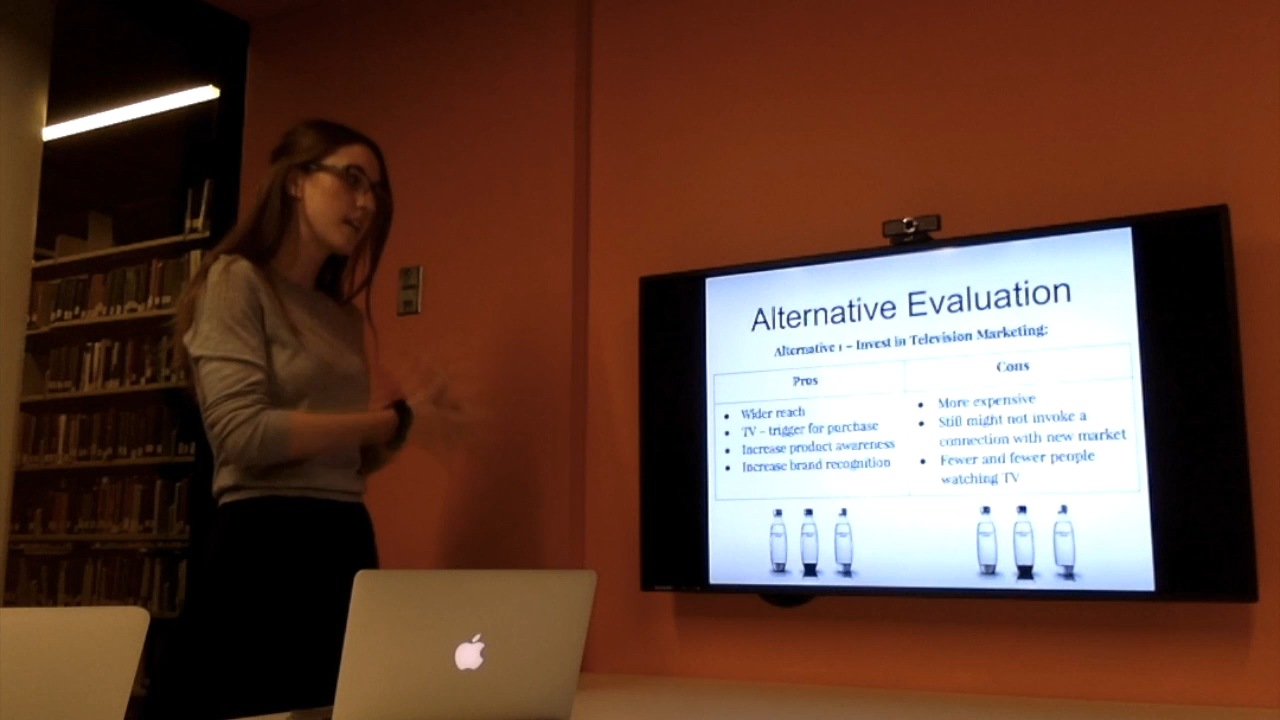 Alternative Evaluation
Alternative 1 – Invest in Television Marketing:
Pros
Cons
• Wider reach
• TV – trigger for purchase
• Increase product awareness
• Increase brand recognition
• More expensive
• Still might not invoke a
connection with new market
• Fewer and fewer people
watching TV